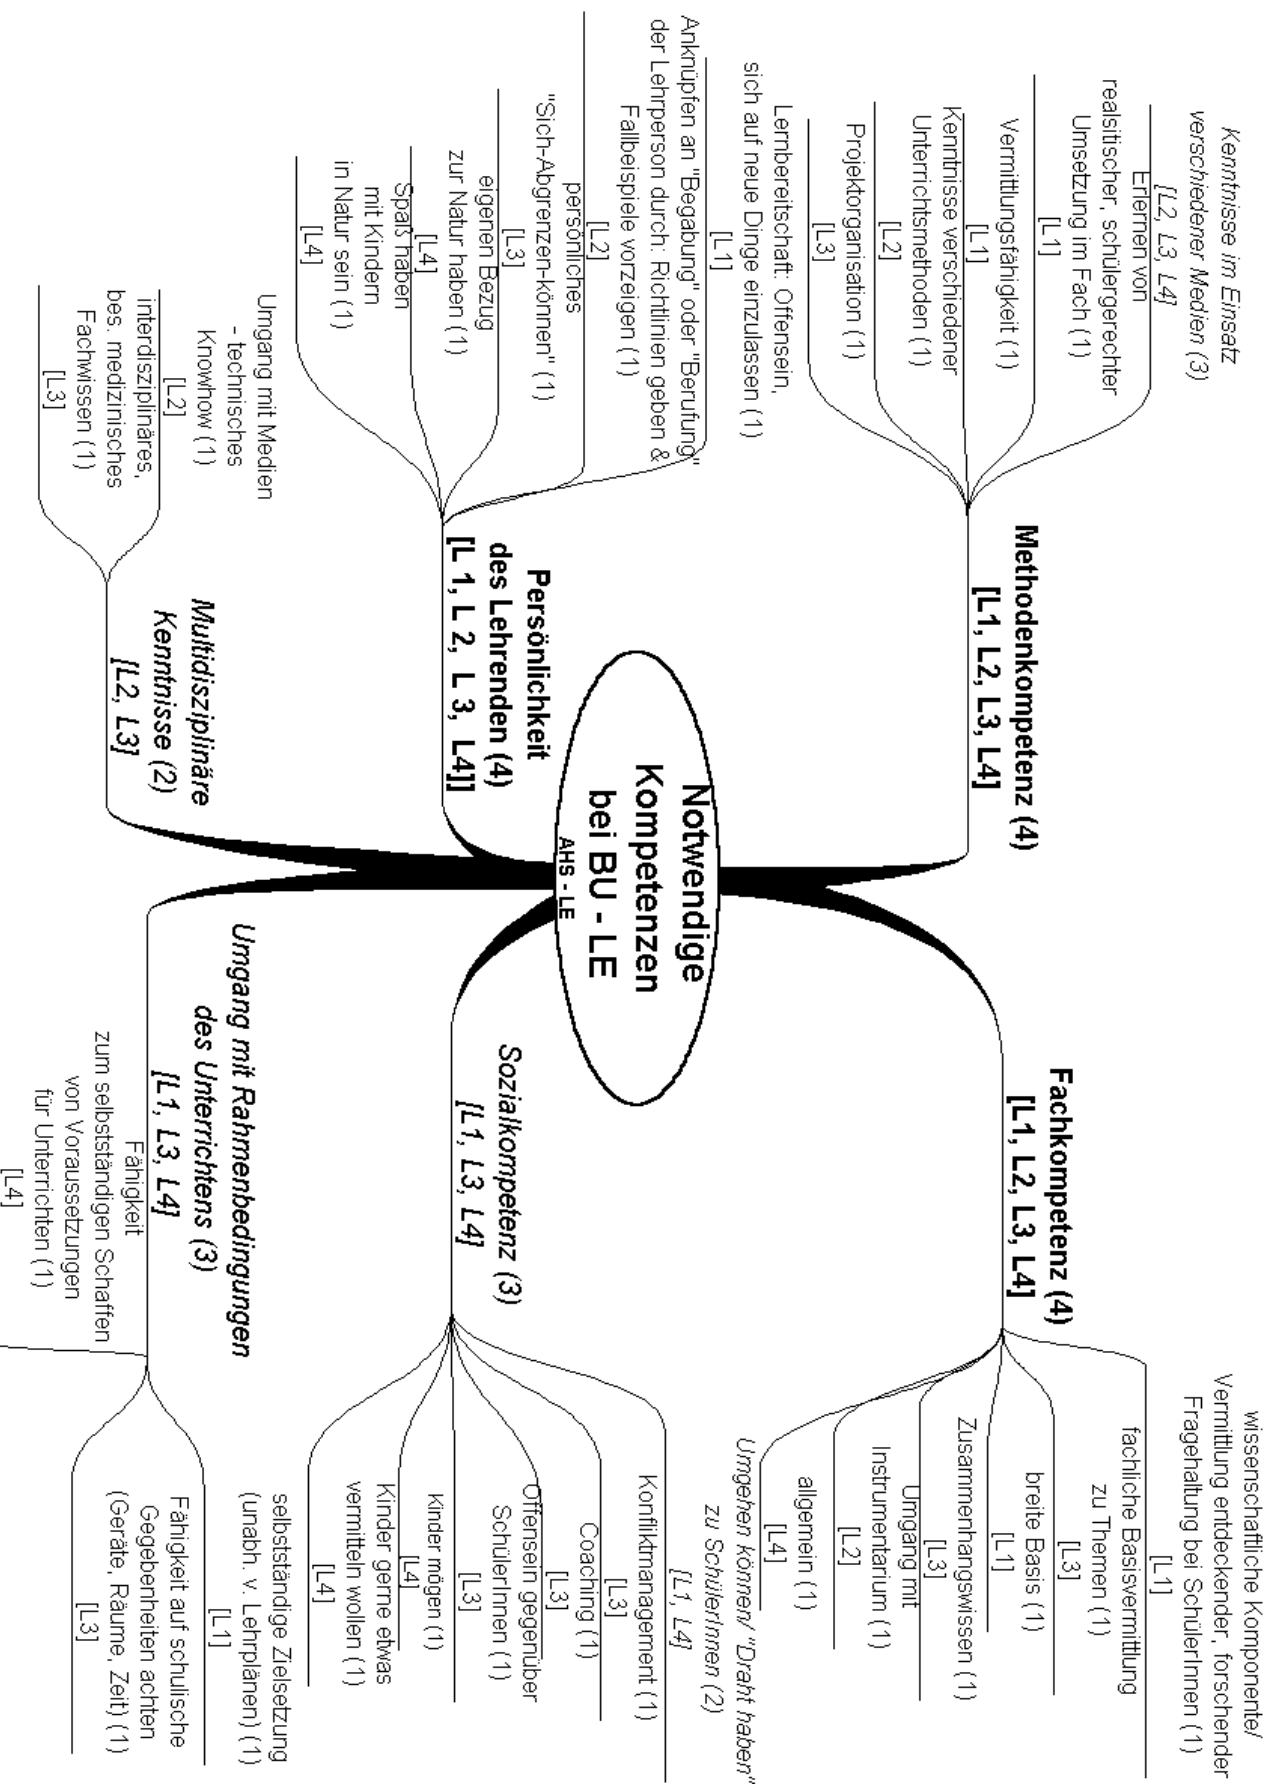 Notwendige
Kompetenzen
bei BU - LE
AHS - LE
Methodenkompetenz (4)
[L1, L2, L3, L4]
Kenntnisse im Einsatz
verschiedener Medien (3)
[L2, L3, L4]
Erlernen von
realsitischer, schülergerechter
Umsetzung im Fach (1)
[L1]
Vermittlungsfähigkeit (1)
[L1]
Kenntnisse verschiedener
Unterrichtsmethoden (1)
[L2]
Projektorganisation (1)
[L3]
Persönlichkeit
des Lehrenden (4)
[L 1, L 2, L 3, L4]]
Lernbereitschaft: Offensein,
sich auf neue Dinge einzulassen (1)
[L1]
Anknüpfen an "Begabung" oder "Berufung"
der Lehrperson durch: Richtlinien geben &
Fallbeispiele vorzeigen (1)
[L2]
persönliches
"Sich-Abgrenzen-können" (1)
[L3]
eigenen Bezug
zur Natur haben (1)
[L4]
Spaß haben
mit Kindern
in Natur sein (1)
[L4]
Multidisziplinäre
Kenntnisse (2)
[L2, L3]
Umgang mit Medien
- technisches
Knowhow (1)
[L2]
interdisziplinäres,
bes. medizinisches
Fachwissen (1)
[L3]
Fachkompetenz (4)
[L1, L2, L3, L4]
wissenschaftliche Komponente/
Vermittlung entdeckender, forschender
Fragehaltung bei SchülerInnen (1)
[L1]
fachliche Basisvermittlung
zu Themen (1)
[L3]
breite Basis (1)
[L1]
Zusammenhangswissen (1)
[L3]
Umgang mit
Instrumentarium (1)
[L2]
allgemein (1)
[L4]
Sozialkompetenz (3)
[L1, L3, L4]
Umgehen können/ "Draht haben"
zu SchülerInnen (2)
[L1, L4]
Konfliktmanagement (1)
[L3]
Coaching (1)
[L3]
Offensein gegenüber
SchülerInnen (1)
[L3]
Kinder mögen (1)
[L4]
Kinder gerne etwas
vermitteln wollen (1)
[L4]
Umgang mit Rahmenbedingungen
des Unterrichtens (3)
[L1, L3, L4]
selbstständige Zielsetzung
(unabh. v. Lehrplänen) (1)
[L1]
Fähigkeit auf schulische
Gegebenheiten achten
(Geräte, Räume, Zeit) (1)
[L3]
Fähigkeit
zum selbstständigen Schaffen
von Voraussetzungen
für Unterrichten (1)
[L4]